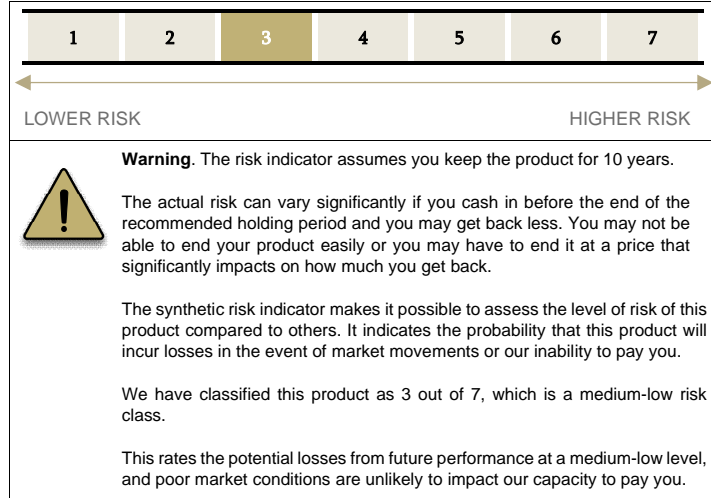 1 2 3 4 5 6 7
LOWER RISK HIGHER RISK
Warning. The risk indicator assumes you keep the product for 10 years.
The actual risk can vary significantly if you cash in before the end of the
recommended holding period and you may get back less. You may not be
able to end your product easily or you may have to end it at a price that
significantly impacts on how much you get back.
The synthetic risk indicator makes it possible to assess the level of risk of this
product compared to others. It indicates the probability that this product will
incur losses in the event of market movements or our inability to pay you.
We have classified this product as 3 out of 7, which is a medium-low risk
class.
This rates the potential losses from future performance at a medium-low level,
and poor market conditions are unlikely to impact our capacity to pay you.